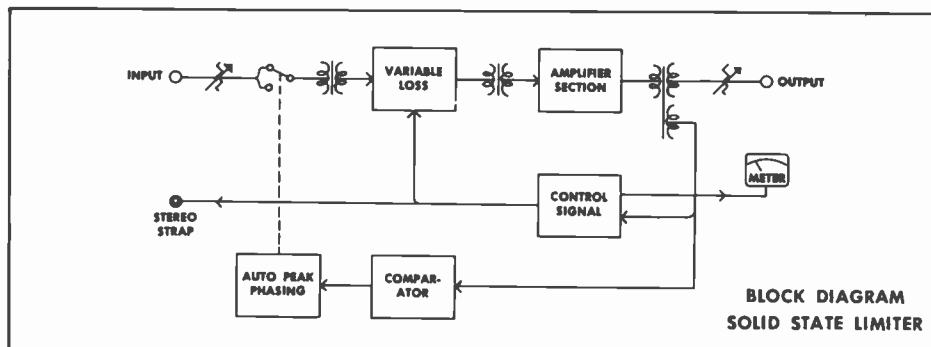 INPUT
VARIABLE
LOSS
AMPLIFIER
SECTION
OUTPUT
METER
CONTROL
SIGNAL
STEREO
STRAP
AUTO PEAK
PHASING
COMPAR-
ATOR
BLOCK DIAGRAM
SOLID STATE LIMITER